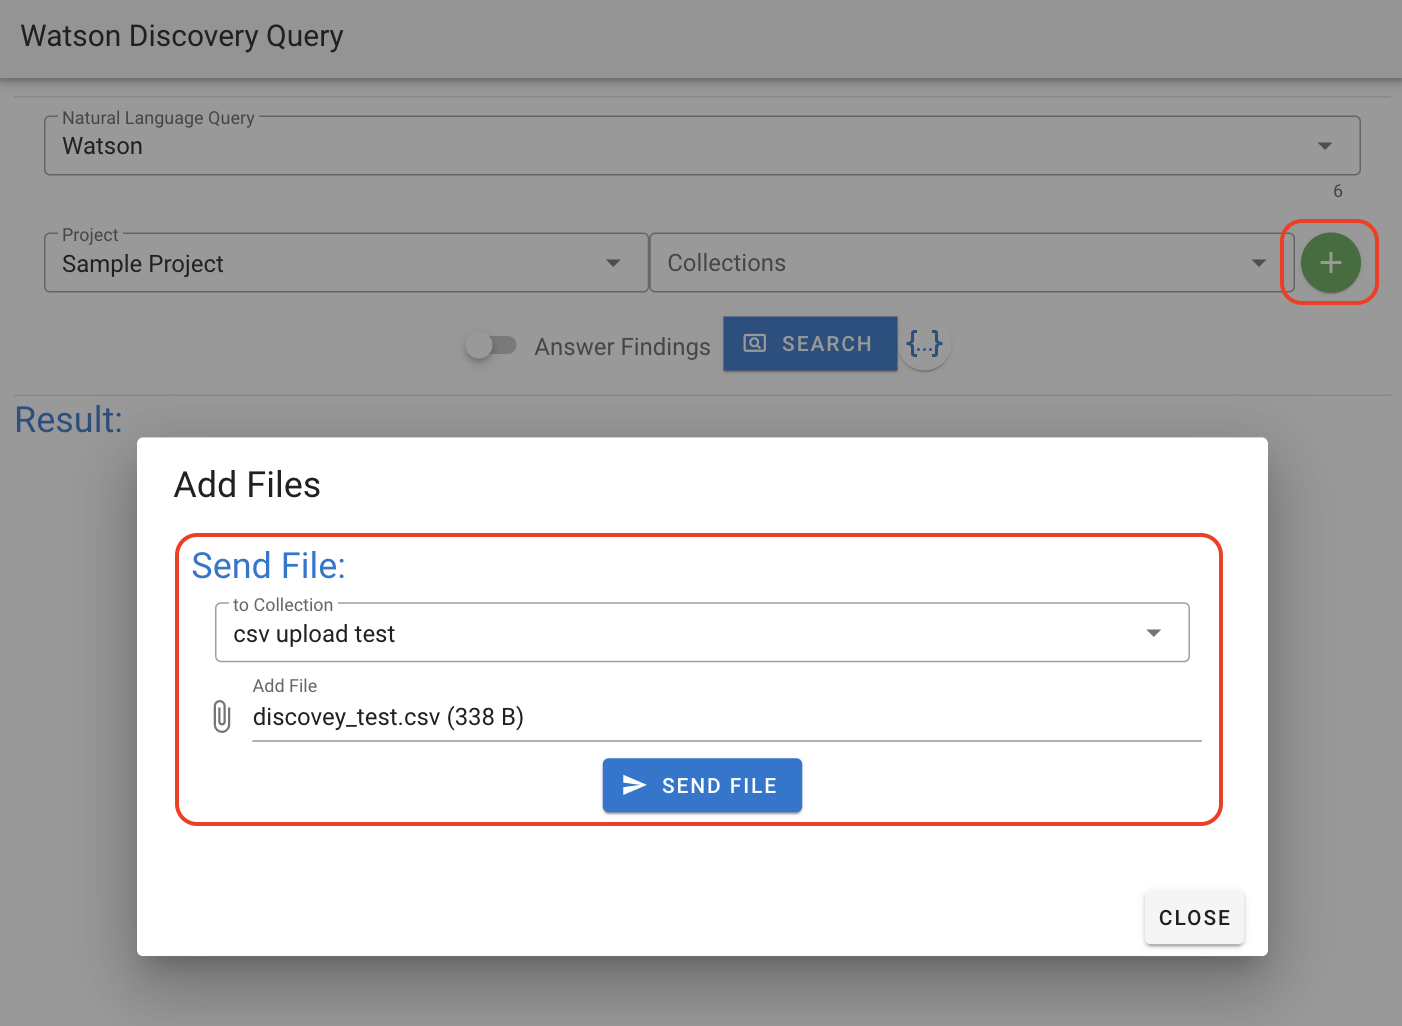 Watson Discovery Query
Natural Language Query
Watson
6
Project
Sample Project
Collections
Answer Findings
SEARCH
{...}
Result:
Add Files
Send File:
to Collection
csv upload test
Add File
discovey_test.csv (338 B)
SEND FILE
CLOSE